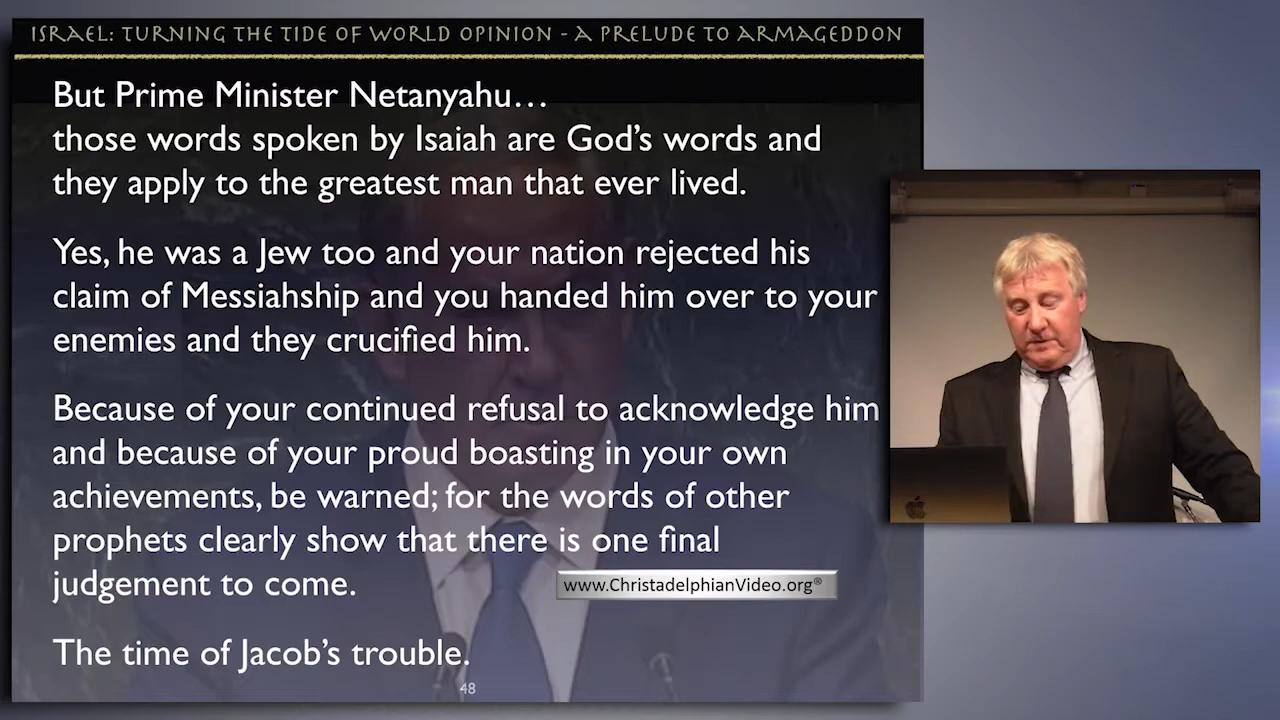 ISRAEL: TURNING THE TIDE OF WORLD OPINION - A PRELUDE TO ARMAGEDDON
But Prime Minister Netanyahu…
those words spoken by Isaiah are God’s words and
they apply to the greatest man that ever lived.
Yes, he was a Jew too and your nation rejected his
claim of Messiahship and you handed him over to your
enemies and they crucified him.
Because of your continued refusal to acknowledge him
and because of your proud boasting in your own
achievements, be warned; for the words of other
prophets clearly show that there is one final
judgement to come.
www.ChristadelphianVideo.org®
The time of Jacob’s trouble.
48